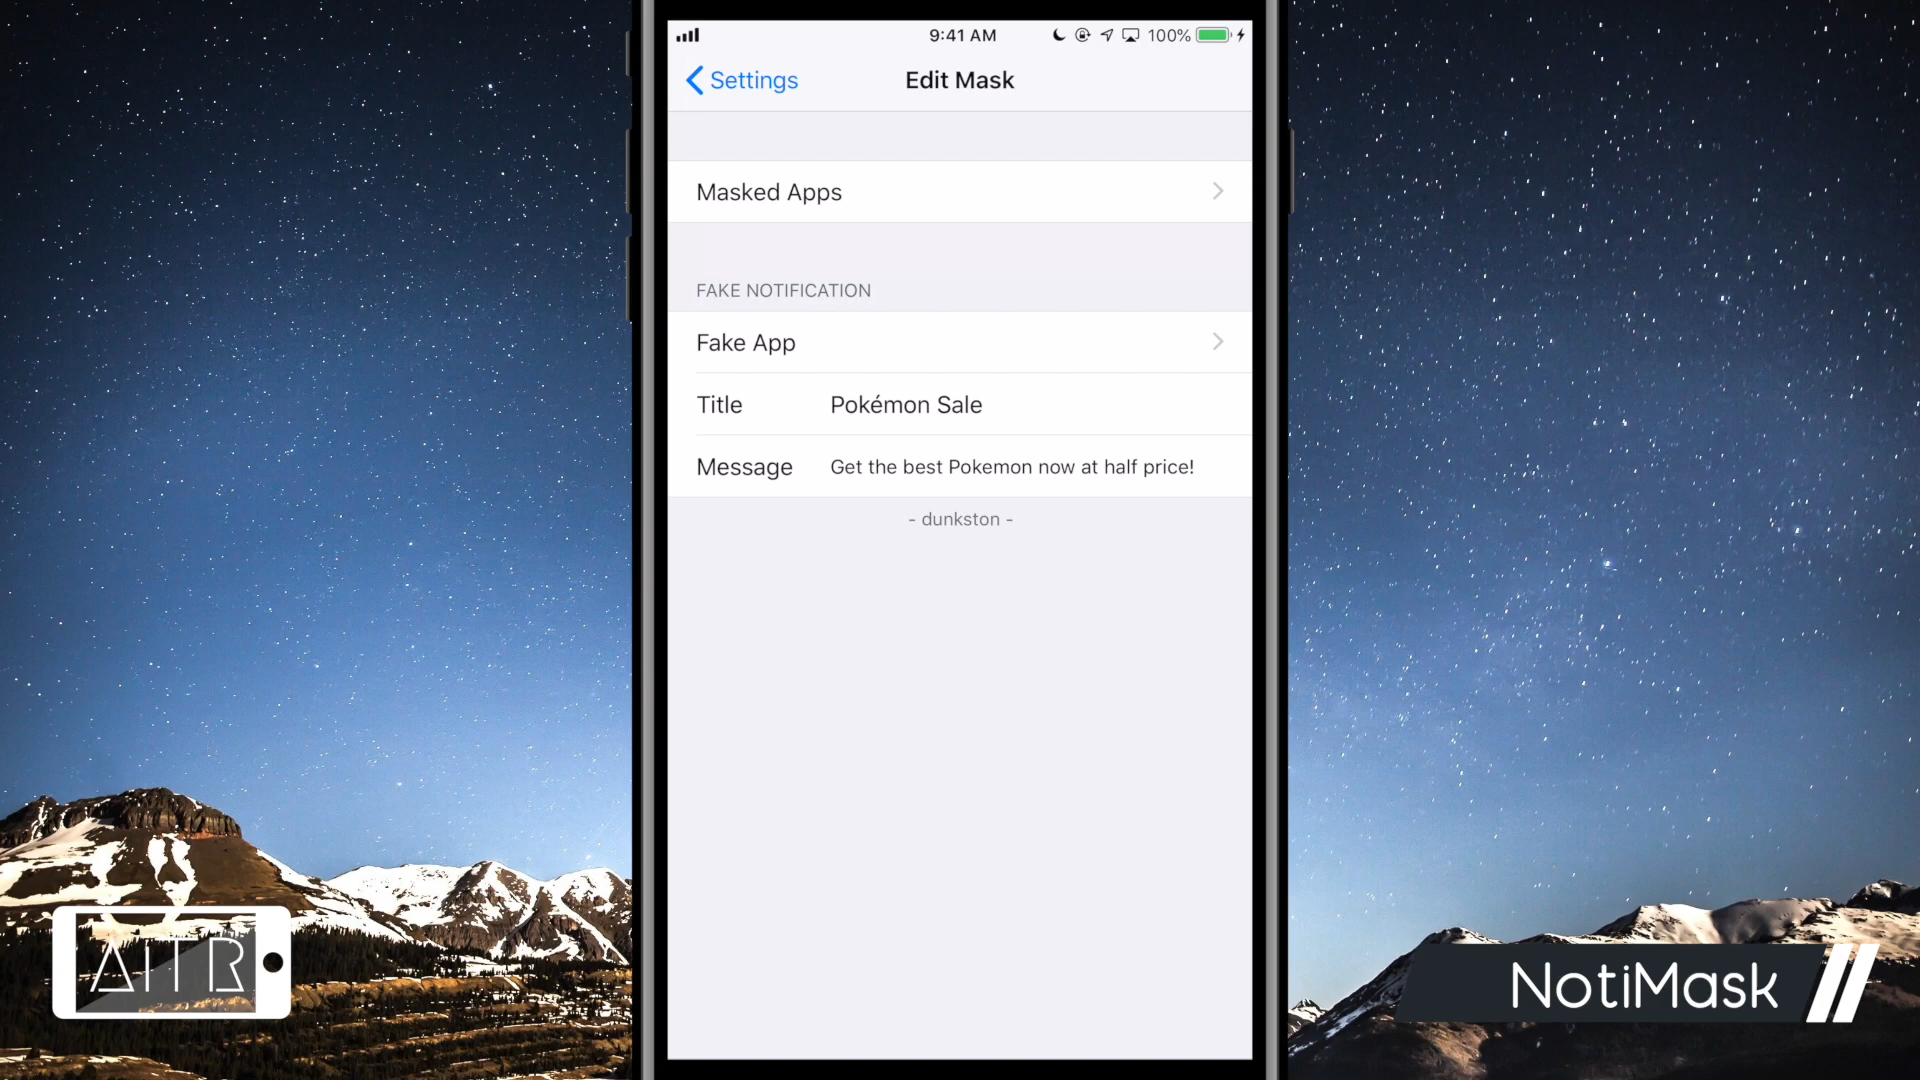 9:41 AM
100%
Settings
Edit Mask
Masked Apps
FAKE NOTIFICATION
Fake App
Title Pokémon Sale
Message Get the best Pokemon now at half price!
- dunkston -
AiTR
NotiMask